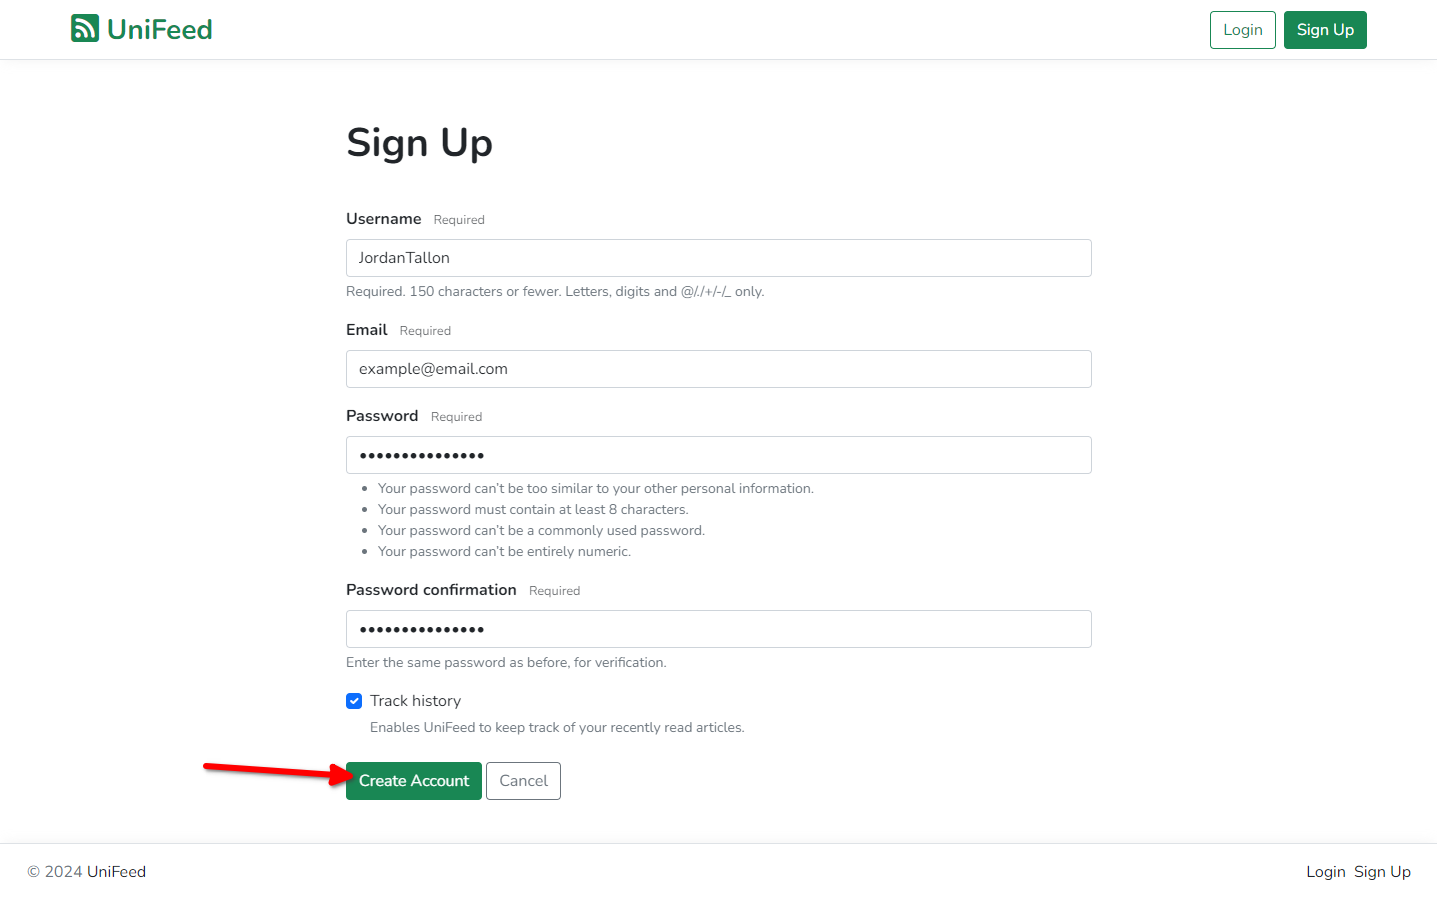 UniFeed
Login
Sign Up
Sign Up
Username Required
JordanTallon
Required. 150 characters or fewer. Letters, digits and @/./+/-/_ only.
Email Required
example@email.com
Password Required
•••••••••••••••
Your password can't be too similar to your other personal information.
Your password must contain at least 8 characters.
Your password can't be a commonly used password.
Your password can't be entirely numeric.
Password confirmation Required
•••••••••••••••
Enter the same password as before, for verification.
Track history
Enables UniFeed to keep track of your recently read articles.
Create Account
Cancel
© 2024 UniFeed
Login Sign Up